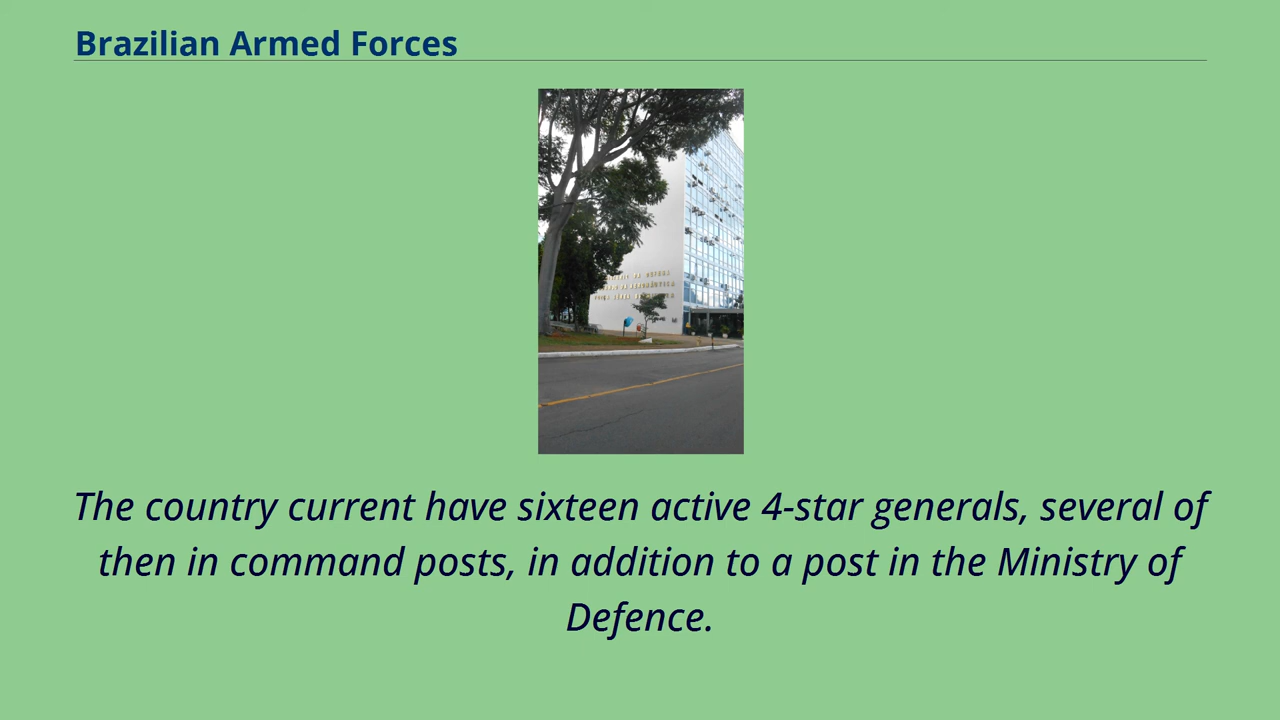 Brazilian Armed Forces
The country current have sixteen active 4-star generals, several of
then in command posts, in addition to a post in the Ministry of
Defence.